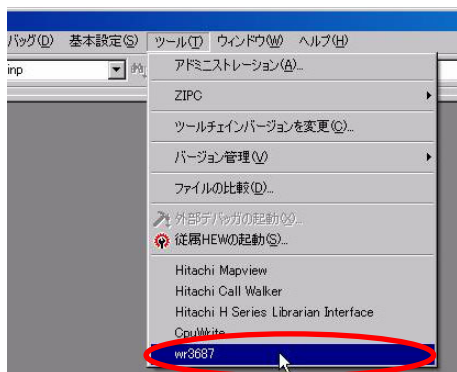 バッグ(D) 基本設定(S) ツール(T) ウィンドウ(W) ヘルプ(H)
inp
アドミニストレーション(A)...
ZIPC
ツールチェインバージョンを変更(C)...
バージョン管理(V)
ファイルの比較(D)...
外部デバッガの起動(X)...
従属HEWの起動(S)...
Hitachi Mapview
Hitachi Call Walker
Hitachi H Series Librarian Interface
CpuWrite
wr3687